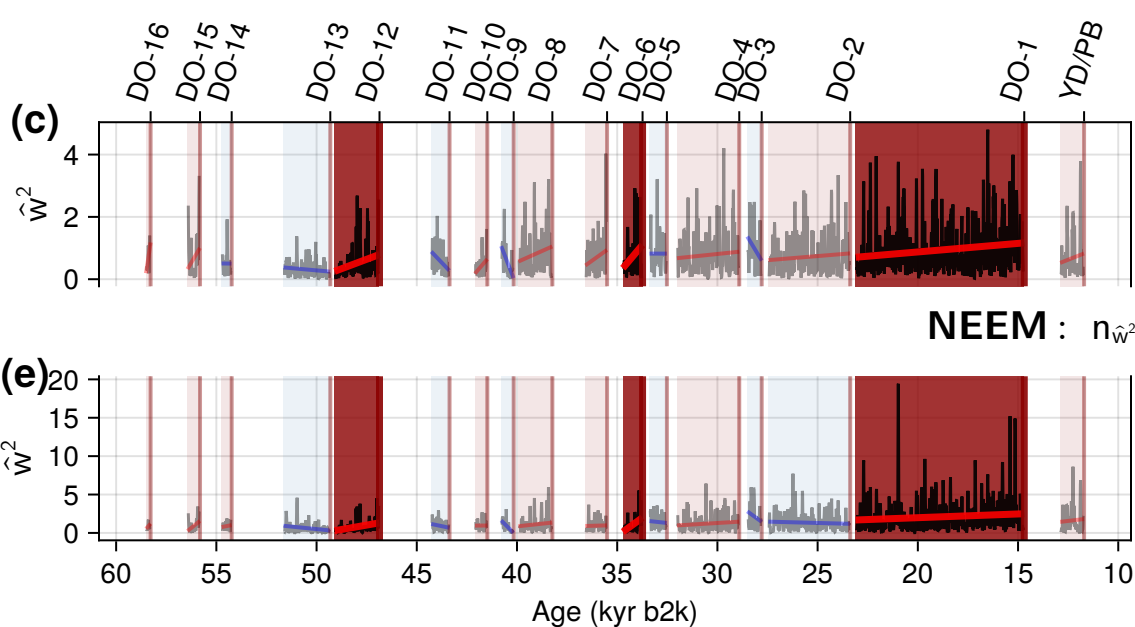 DO-16 DO-15 DO-14 DO-13 DO-12 DO-11 DO-10 DO-9 DO-8 DO-7 DO-6 DO-5 DO-4 DO-3 DO-2 DO-1 YD/PB
(c)
4
2
0
ŵ²
NEEM : n_ŵ²
(e)
20
15
10
5
0
ŵ²
60 55 50 45 40 35 30 25 20 15 10
Age (kyr b2k)